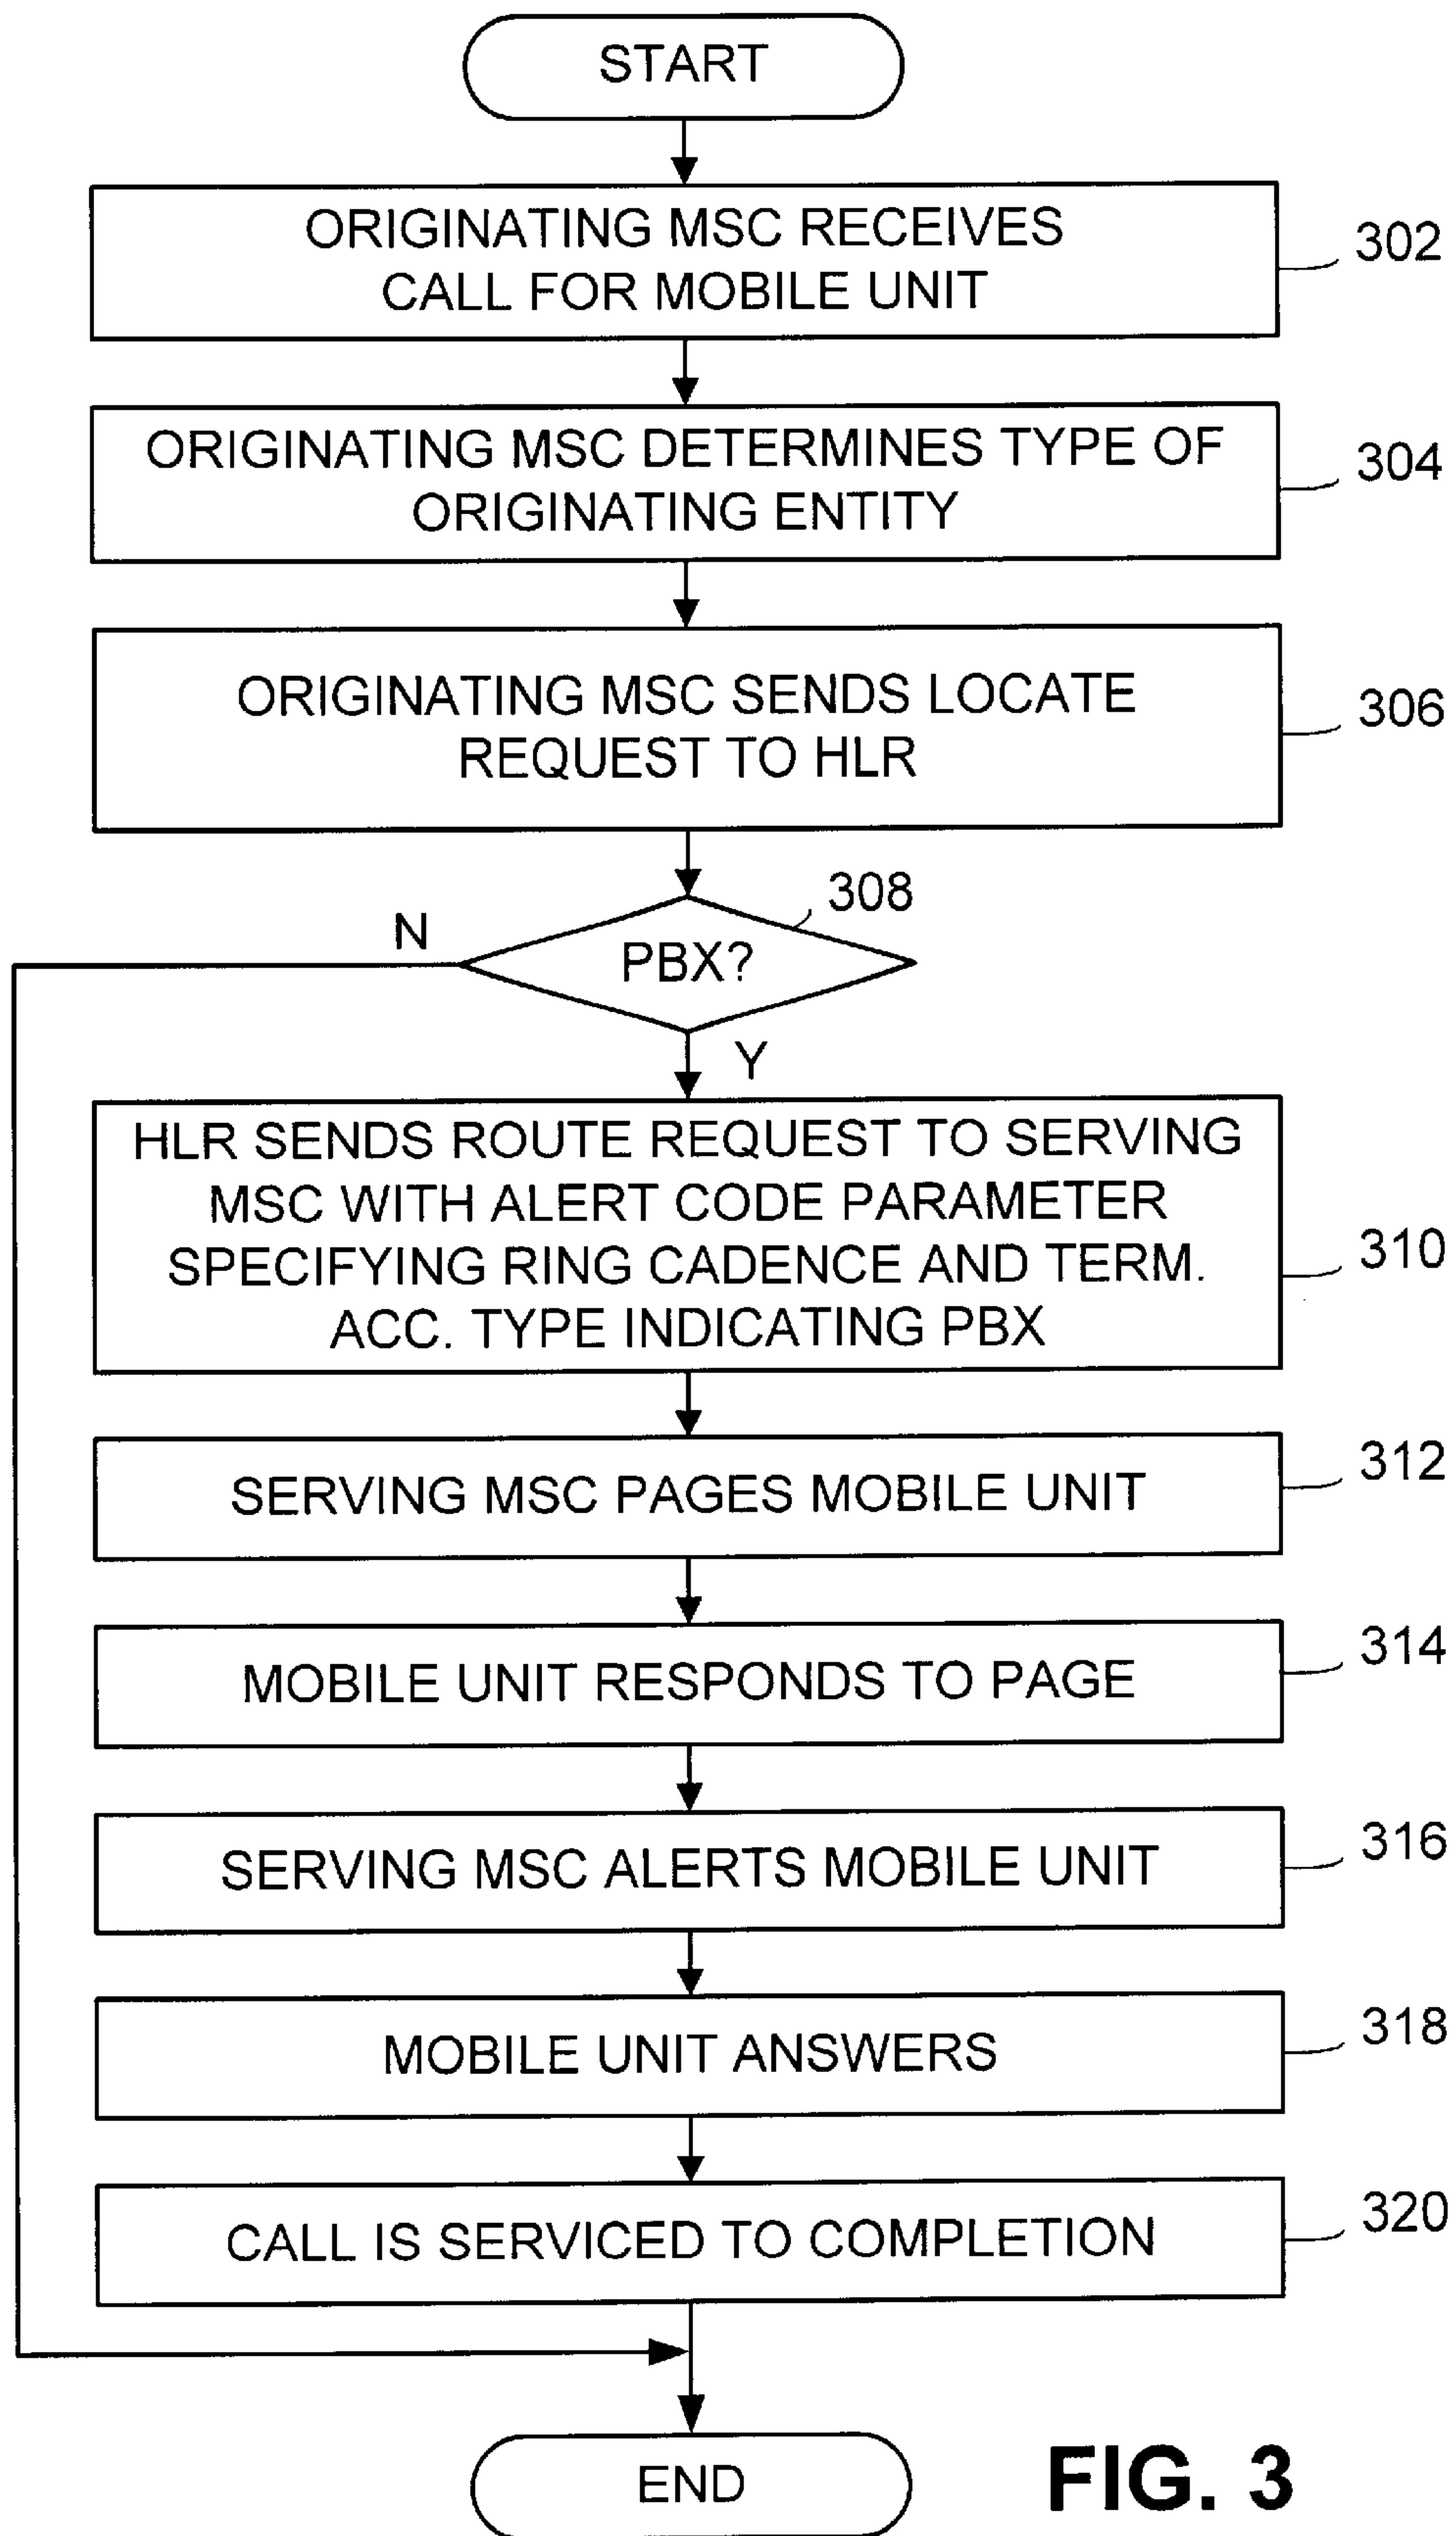 START
ORIGINATING MSC RECEIVES
CALL FOR MOBILE UNIT
302
ORIGINATING MSC DETERMINES TYPE OF
ORIGINATING ENTITY
304
ORIGINATING MSC SENDS LOCATE
REQUEST TO HLR
306
308
N
PBX?
Y
HLR SENDS ROUTE REQUEST TO SERVING
MSC WITH ALERT CODE PARAMETER
SPECIFYING RING CADENCE AND TERM.
ACC. TYPE INDICATING PBX
310
SERVING MSC PAGES MOBILE UNIT
312
MOBILE UNIT RESPONDS TO PAGE
314
SERVING MSC ALERTS MOBILE UNIT
316
MOBILE UNIT ANSWERS
318
CALL IS SERVICED TO COMPLETION
320
END
FIG. 3